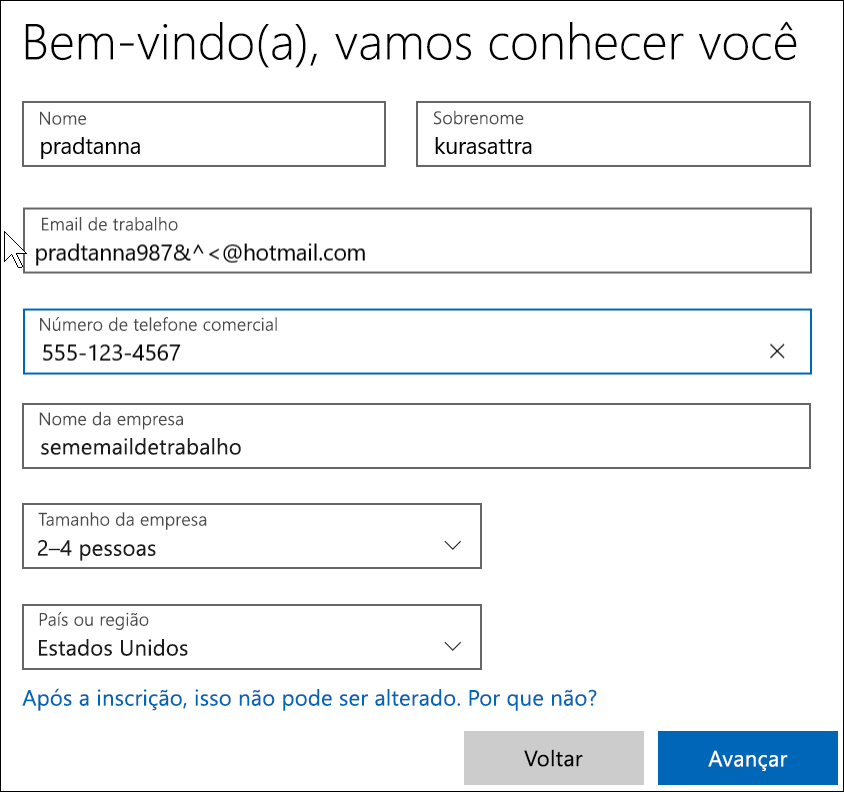 Bem-vindo(a), vamos conhecer você
Nome
pradtanna
Sobrenome
kurasattra
Email de trabalho
pradtanna987&^<@hotmail.com
Número de telefone comercial
555-123-4567
Nome da empresa
sememaildetrabalho
Tamanho da empresa
2–4 pessoas
País ou região
Estados Unidos
Após a inscrição, isso não pode ser alterado. Por que não?
Voltar
Avançar